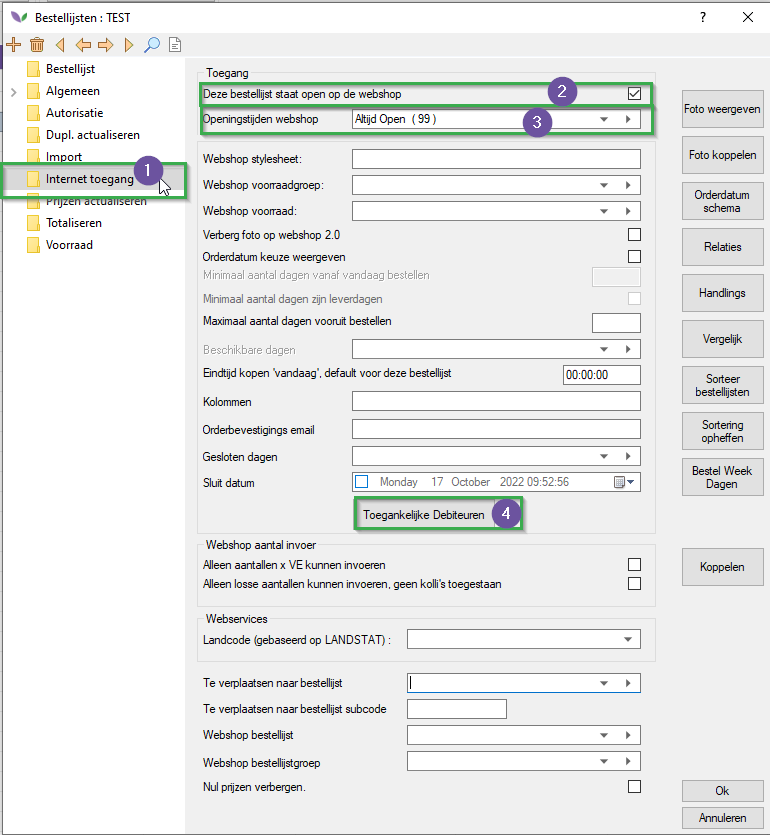 Bestellijsten : TEST
?
Bestellijst
Algemeen
Autorisatie
Dupl. actualiseren
Import
Internet toegang
1
Prijzen actualiseren
Totaliseren
Voorraad
Toegang
Deze bestellijst staat open op de webshop
2
Openingstijden webshop
Altijd Open ( 99 )
3
Webshop stylesheet:
Webshop voorraadgroep:
Webshop voorraad:
Verberg foto op webshop 2.0
Orderdatum keuze weergeven
Minimaal aantal dagen vanaf vandaag bestellen
Minimaal aantal dagen zijn leverdagen
Maximaal aantal dagen vooruit bestellen
Beschikbare dagen
Eindtijd kopen 'vandaag', default voor deze bestellijst
00:00:00
Kolommen
Orderbevestigings email
Gesloten dagen
Sluit datum
Monday 17 October 2022 09:52:56
Toegankelijke Debiteuren
4
Webshop aantal invoer
Alleen aantallen x VE kunnen invoeren
Alleen losse aantallen kunnen invoeren, geen kolli's toegestaan
Webservices
Landcode (gebaseerd op LANDSTAT) :
Te verplaatsen naar bestellijst
Te verplaatsen naar bestellijst subcode
Webshop bestellijst
Webshop bestellijstgroep
Nul prijzen verbergen.
Foto weergeven
Foto koppelen
Orderdatum
schema
Relaties
Handlings
Vergelijk
Sorteer
bestellijsten
Sortering
opheffen
Bestel Week
Dagen
Koppelen
Ok
Annuleren